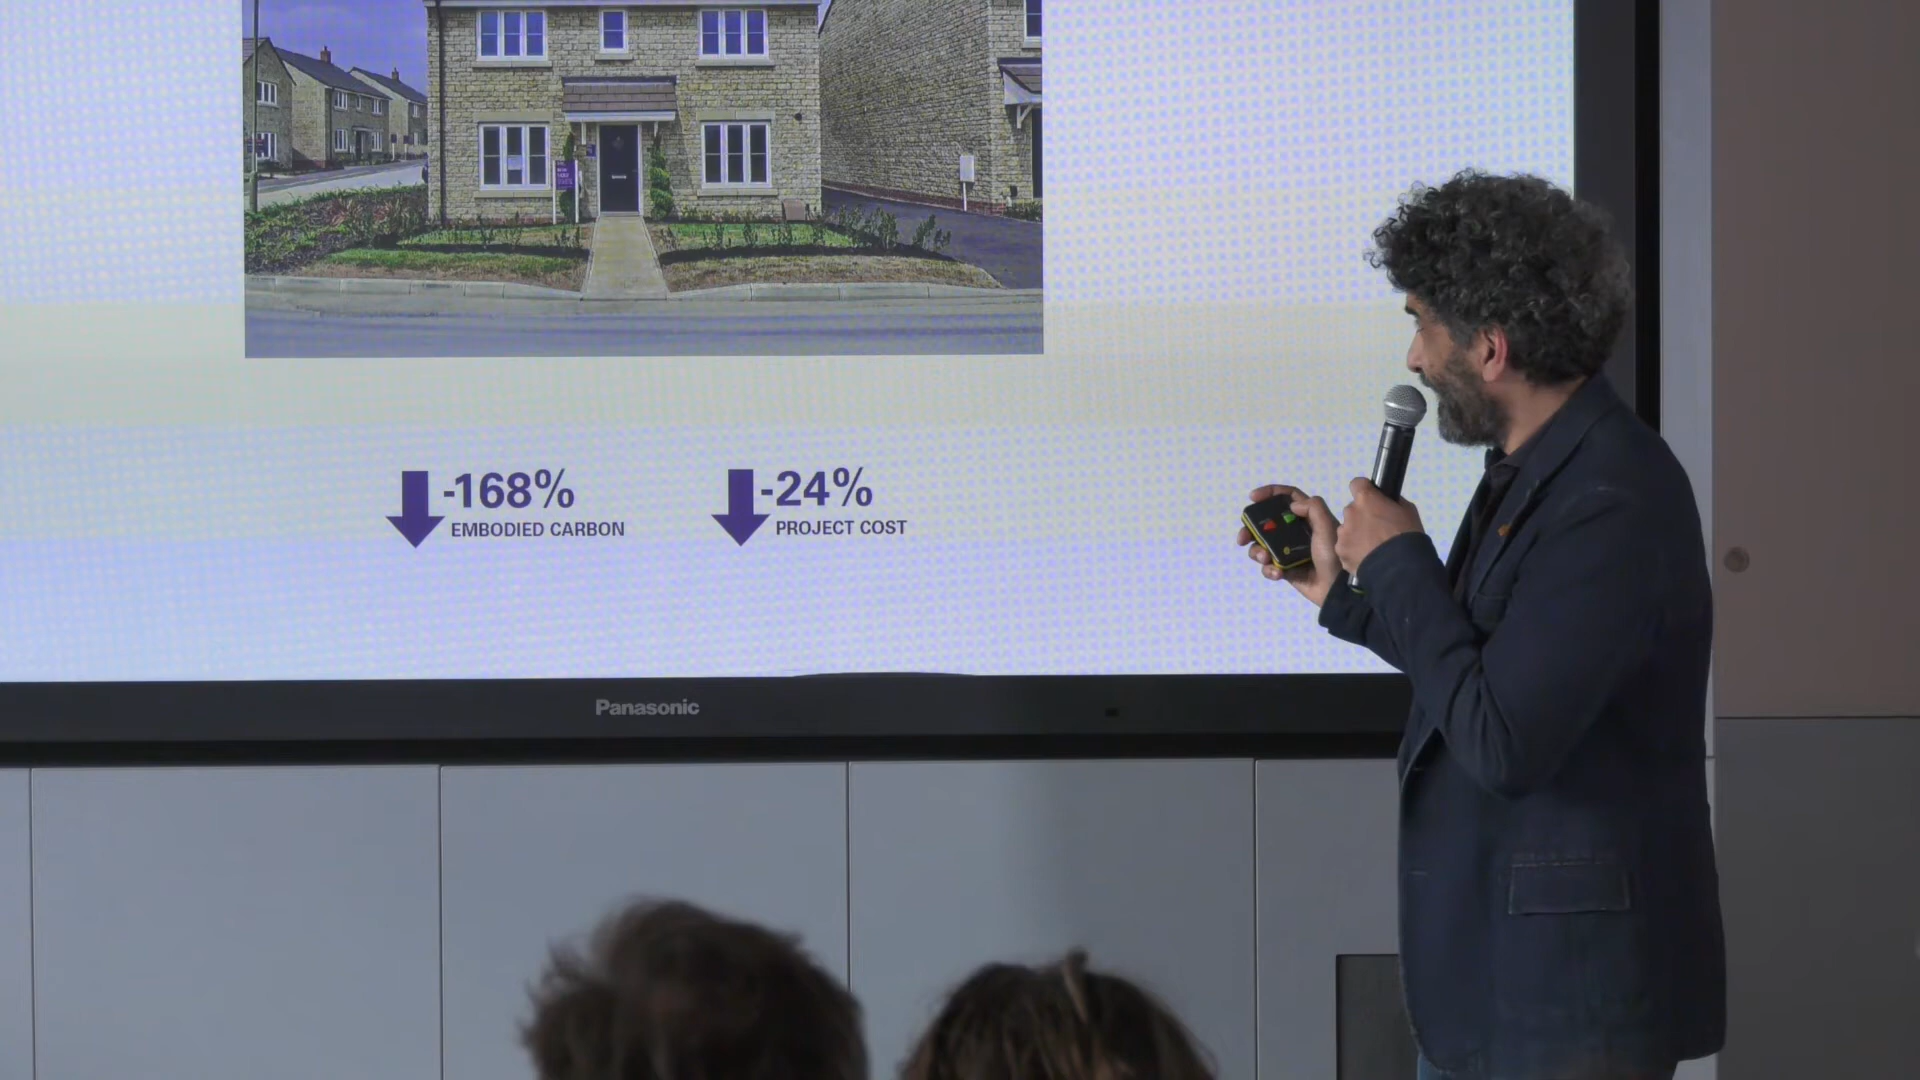 -168%
EMBODIED CARBON
-24%
PROJECT COST
Panasonic